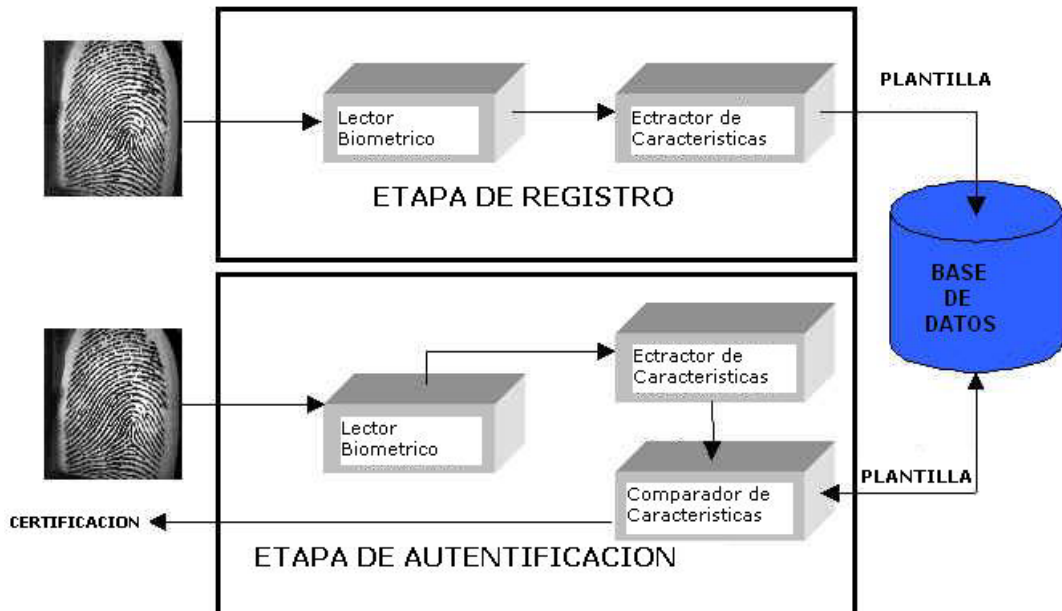 PLANTILLA
Lector
Biometrico
Ectractor de
Caracteristicas
ETAPA DE REGISTRO
BASE
DE
DATOS
Ectractor de
Caracteristicas
Lector
Biometrico
PLANTILLA
Comparador de
Caracteristicas
CERTIFICACION
ETAPA DE AUTENTIFICACION